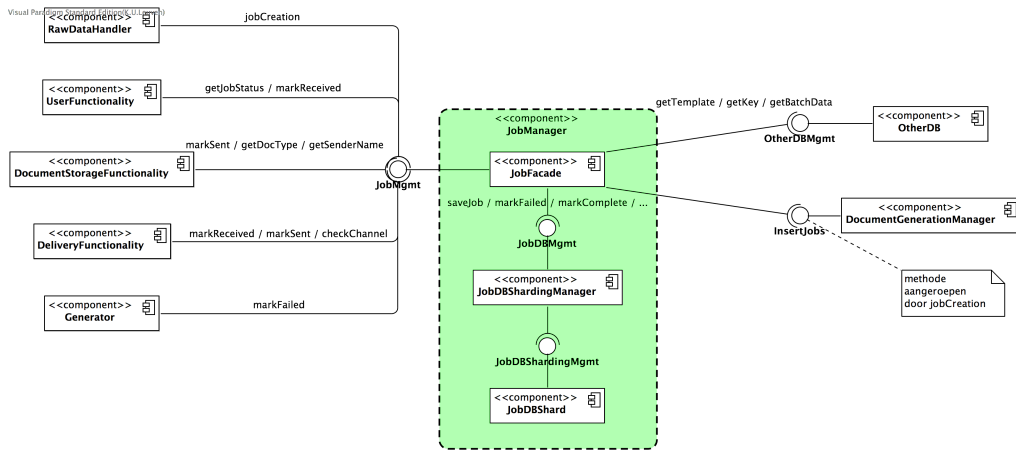 Visual Paradigm Standard Edition(K.U.Leuven)
<<component>>
RawDataHandler
jobCreation
<<component>>
UserFunctionality
getJobStatus / markReceived
<<component>>
DocumentStorageFunctionality
markSent / getDocType / getSenderName
JobMgmt
<<component>>
DeliveryFunctionality
markReceived / markSent / checkChannel
<<component>>
Generator
markFailed
<<component>>
JobManager
<<component>>
JobFacade
saveJob / markFailed / markComplete / ...
JobDBMgmt
<<component>>
JobDBShardingManager
JobDBShardingMgmt
<<component>>
JobDBShard
getTemplate / getKey / getBatchData
OtherDBMgmt
<<component>>
OtherDB
InsertJobs
<<component>>
DocumentGenerationManager
methode
aangeroepen
door jobCreation